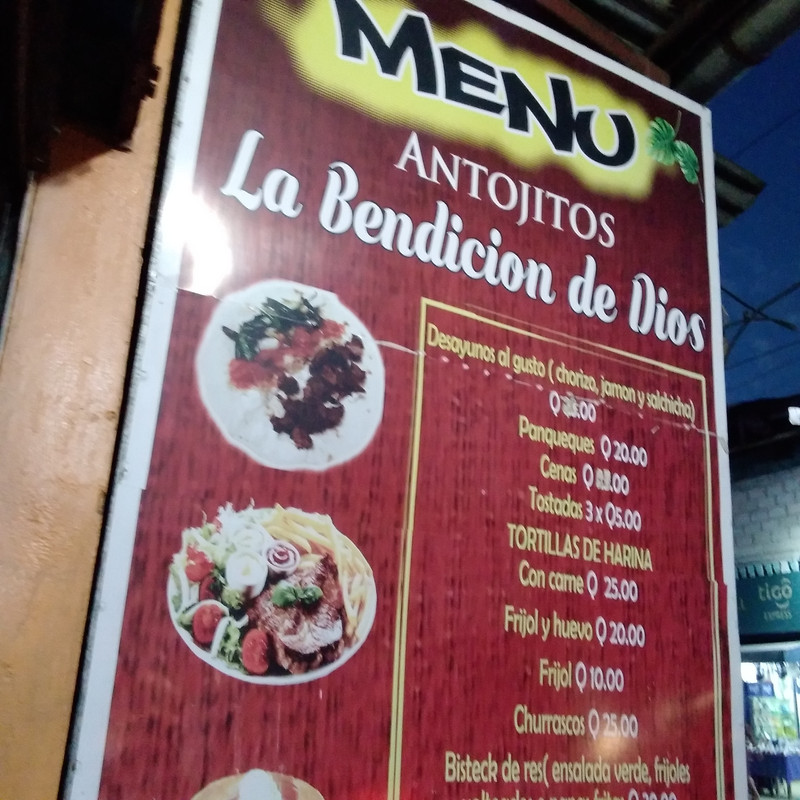 MENU
ANTOJITOS
La Bendicion de Dios
Desayunos al gusto ( chorizo, jamon y salchicha)
Panqueques Q 20.00
Cenas Q
Tostadas 3 x Q5.00
TORTILLAS DE HARINA
Con carne Q 25.00
Frijol y huevo Q 20.00
Frijol Q 10.00
Churrascos Q 25.00
Bisteck de res( ensalada verde, frijoles
tigo
EXPRESS